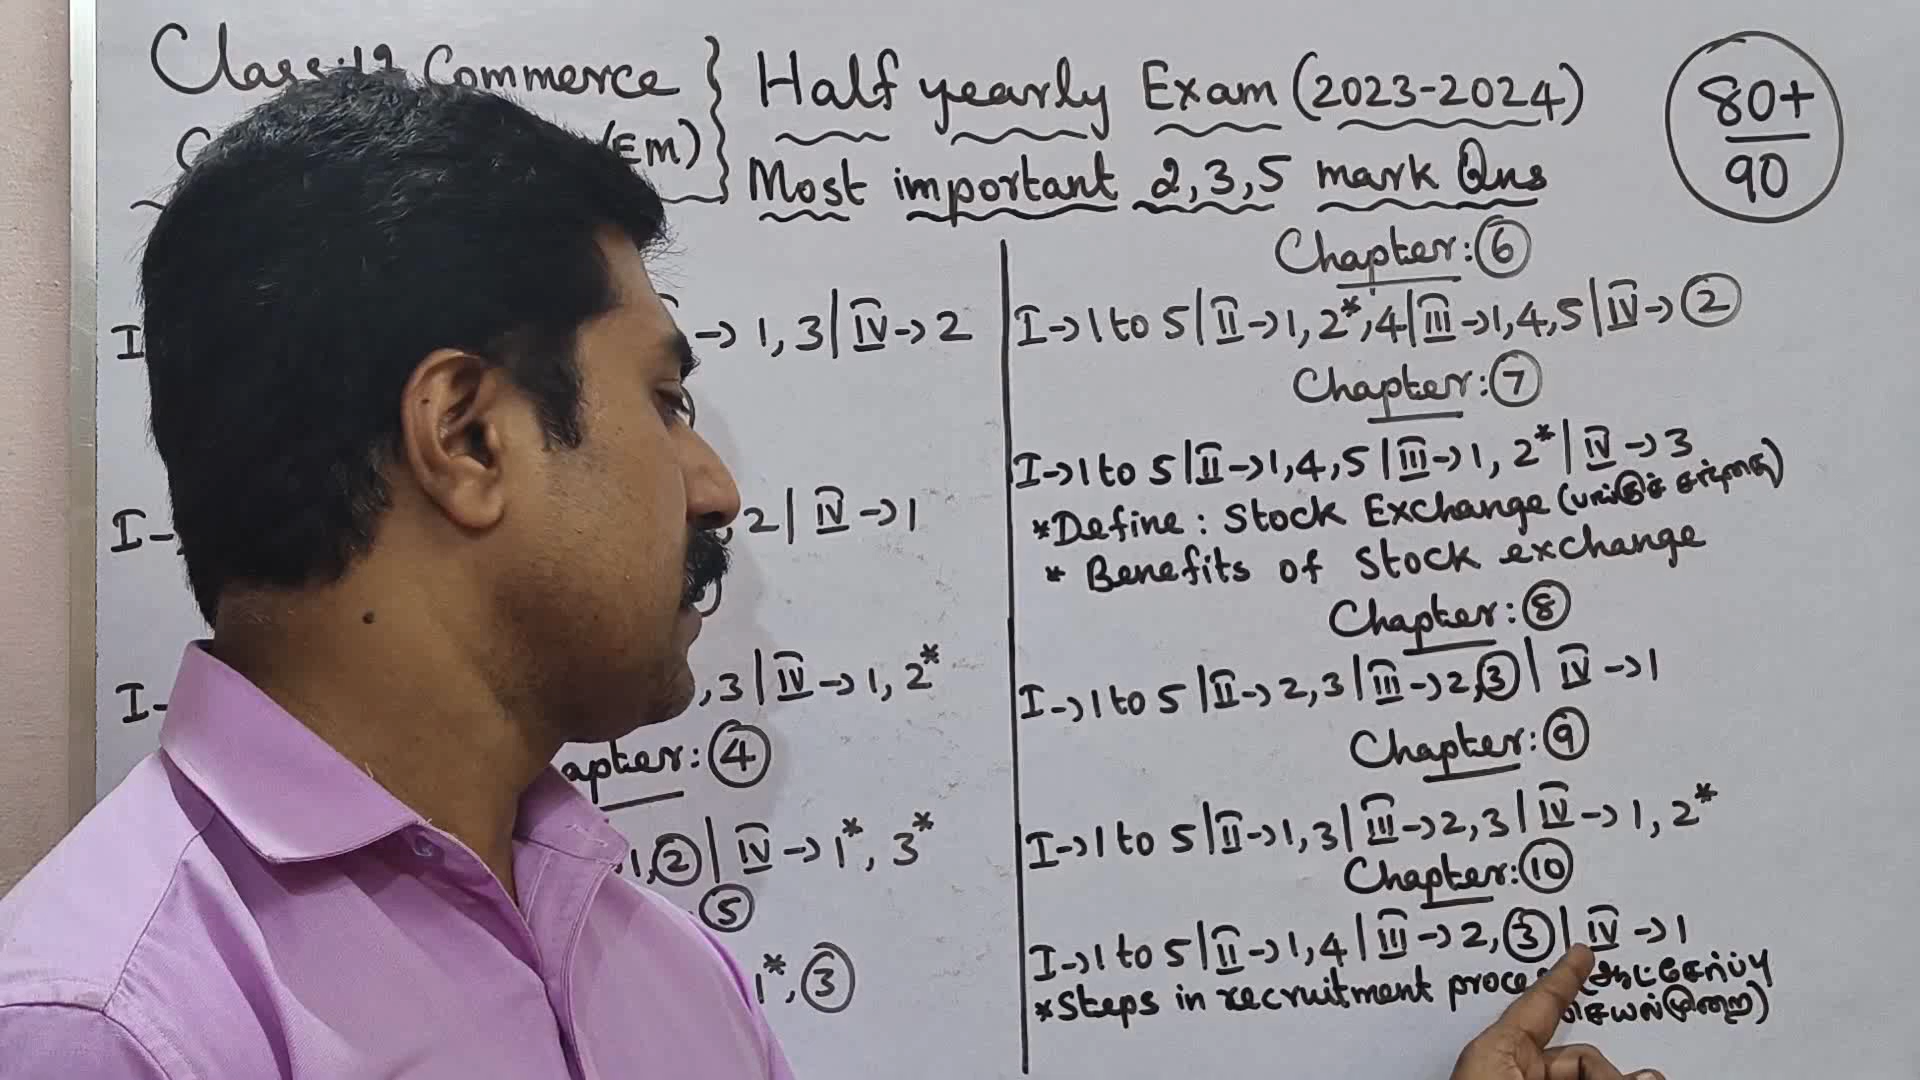 Class:12 Commerce
(EM)
Half yearly Exam (2023-2024)
Most important 2,3,5 mark Qns
80+
90
I
→ 1, 3 | IV → 2
I
2 | IV → 1
I
, 3 | IV → 1, 2*
Chapter: 4
1, 2 | IV → 1*, 3*
5
1*, 3
Chapter: 6
I → 1 to 5 | II → 1, 2*, 4 | III → 1, 4, 5 | IV → 2
Chapter: 7
I → 1 to 5 | II → 1, 4, 5 | III → 1, 2* | IV → 3
*Define: Stock Exchange (பங்குச் சந்தை)
* Benefits of Stock exchange
Chapter: 8
I → 1 to 5 | II → 2, 3 | III → 2, 3 | IV → 1
Chapter: 9
I → 1 to 5 | II → 1, 3 | III → 2, 3 | IV → 1, 2*
Chapter: 10
I → 1 to 5 | II → 1, 4 | III → 2, 3 | IV → 1
*Steps in recruitment process (ஆட்சேர்ப்பு
செயல்முறை)